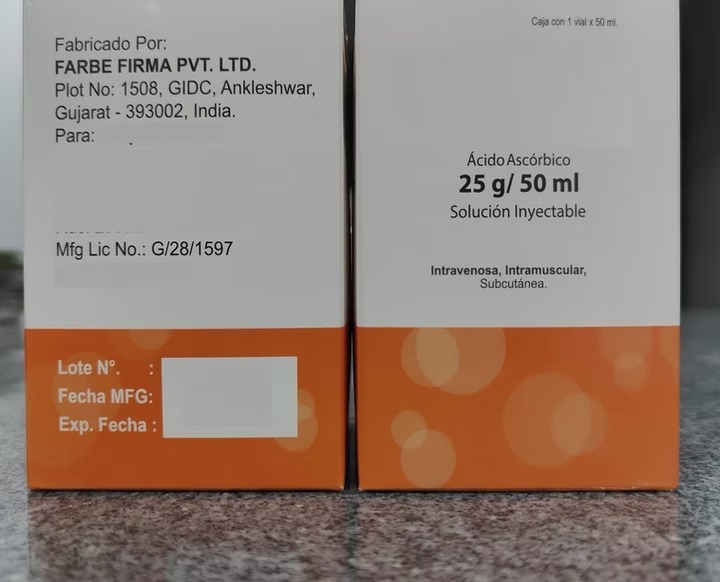 Fabricado Por:
FARBE FIRMA PVT. LTD.
Plot No: 1508, GIDC, Ankleshwar,
Gujarat - 393002, India.
Para:
Mfg Lic No.: G/28/1597
Lote N°. :
Fecha MFG:
Exp. Fecha :
Caja con 1 vial x 50 ml.
Ácido Ascórbico
25 g/ 50 ml
Solución Inyectable
Intravenosa, Intramuscular,
Subcutánea.